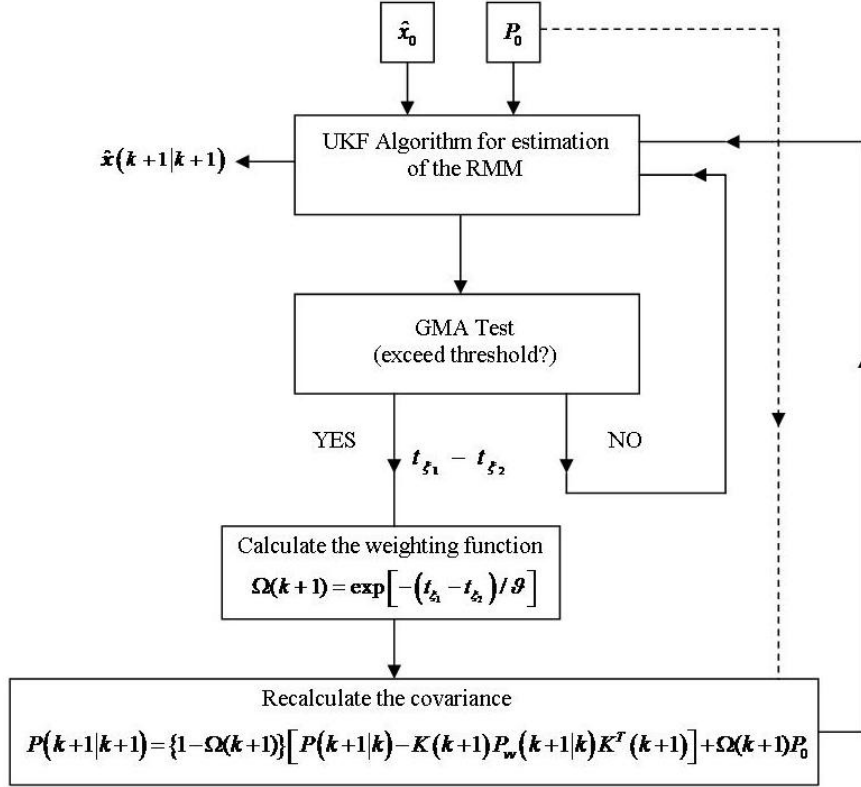 x̂₀ P₀
UKF Algorithm for estimation
of the RMM
x̂(k+1|k+1)
GMA Test
(exceed threshold?)
YES NO
t_ξ₁ − t_ξ₂
Calculate the weighting function
Ω(k+1) = exp[−(t_ξ₁ − t_ξ₂)/ϑ]
Recalculate the covariance
P(k+1|k+1) = {1−Ω(k+1)}[P(k+1|k)−K(k+1)P_w(k+1|k)Kᵀ(k+1)]+Ω(k+1)P₀